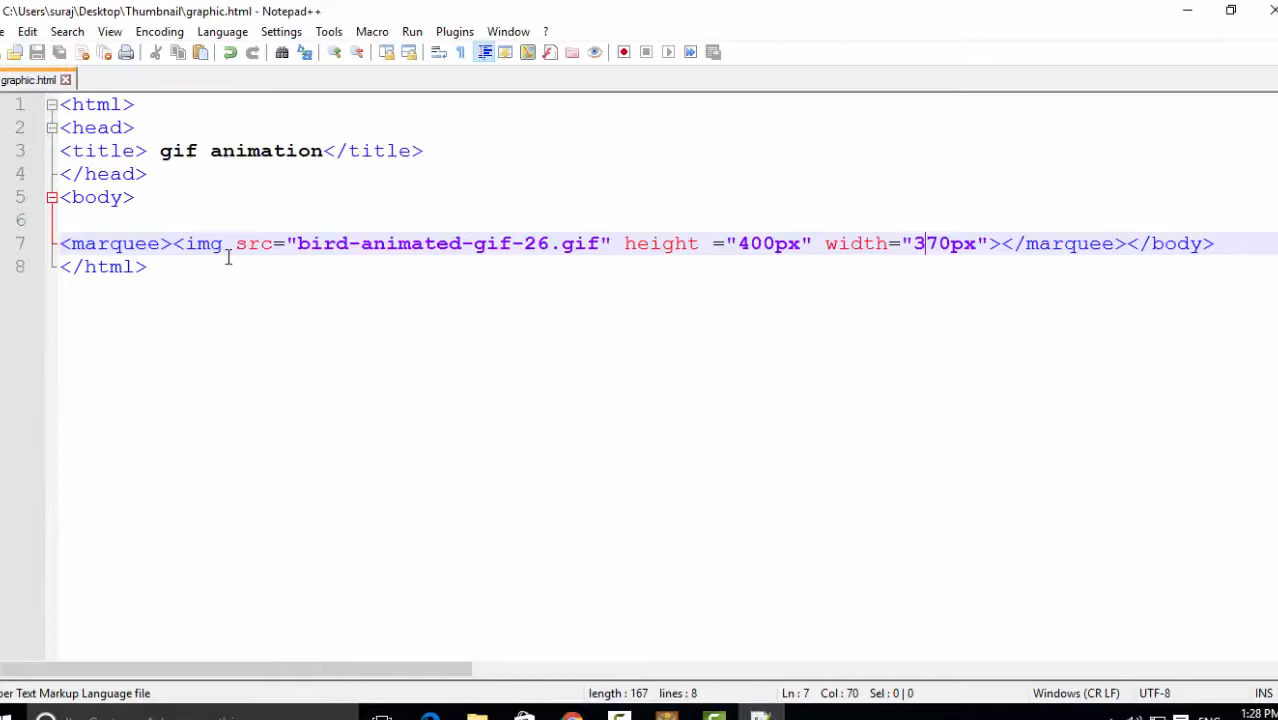 C:\Users\suraj\Desktop\Thumbnail\graphic.html - Notepad++
Edit Search View Encoding Language Settings Tools Macro Run Plugins Window ?
graphic.html
1 <html>
2 <head>
3 <title> gif animation</title>
4 </head>
5 <body>
6
7 <marquee><img src="bird-animated-gif-26.gif" height ="400px" width="370px"></marquee></body>
8 </html>
per Text Markup Language file length : 167 lines : 8 Ln : 7 Col : 70 Sel : 0 | 0 Windows (CR LF) UTF-8 INS
1:28 PM